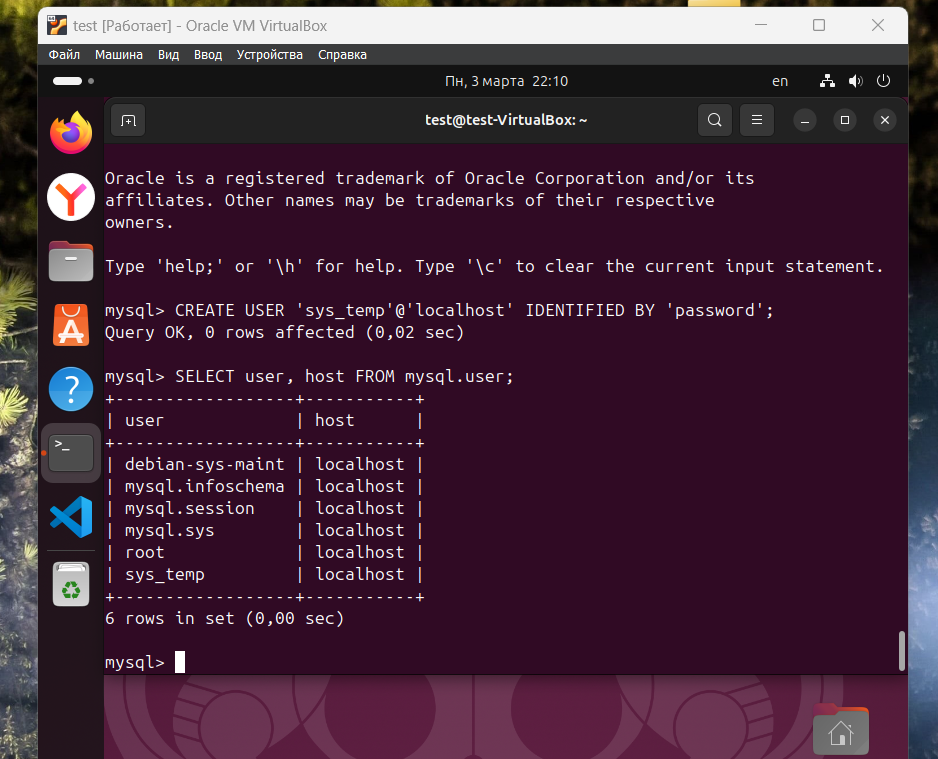 test [Работает] - Oracle VM VirtualBox
Файл Машина Вид Ввод Устройства Справка
Пн, 3 марта 22:10
en
test@test-VirtualBox: ~
Oracle is a registered trademark of Oracle Corporation and/or its
affiliates. Other names may be trademarks of their respective
owners.
Type 'help;' or '\h' for help. Type '\c' to clear the current input statement.
mysql> CREATE USER 'sys_temp'@'localhost' IDENTIFIED BY 'password';
Query OK, 0 rows affected (0,02 sec)
mysql> SELECT user, host FROM mysql.user;
+------------------+-----------+
| user             | host      |
+------------------+-----------+
| debian-sys-maint | localhost |
| mysql.infoschema | localhost |
| mysql.session    | localhost |
| mysql.sys        | localhost |
| root             | localhost |
| sys_temp         | localhost |
+------------------+-----------+
6 rows in set (0,00 sec)
mysql>